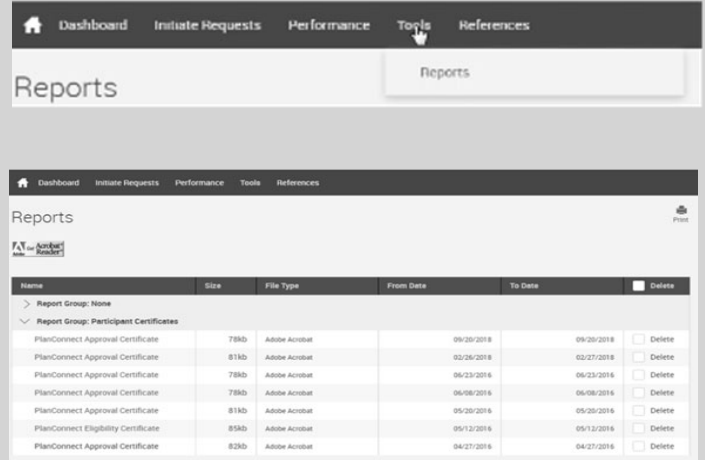 Dashboard Initiate Requests Performance Tools References
Reports
Reports
Dashboard Initiate Requests Performance Tools References
Reports
Print
Adobe Get Acrobat Reader
Name Size File Type From Date To Date Delete
Report Group: None
Report Group: Participant Certificates
PlanConnect Approval Certificate 78kb Adobe Acrobat 09/20/2018 09/20/2018 Delete
PlanConnect Approval Certificate 81kb Adobe Acrobat 02/26/2018 02/27/2018 Delete
PlanConnect Approval Certificate 78kb Adobe Acrobat 06/23/2016 06/23/2016 Delete
PlanConnect Approval Certificate 78kb Adobe Acrobat 06/08/2016 06/08/2016 Delete
PlanConnect Approval Certificate 81kb Adobe Acrobat 05/20/2016 05/20/2016 Delete
PlanConnect Eligibility Certificate 85kb Adobe Acrobat 05/12/2016 05/12/2016 Delete
PlanConnect Approval Certificate 82kb Adobe Acrobat 04/27/2016 04/27/2016 Delete